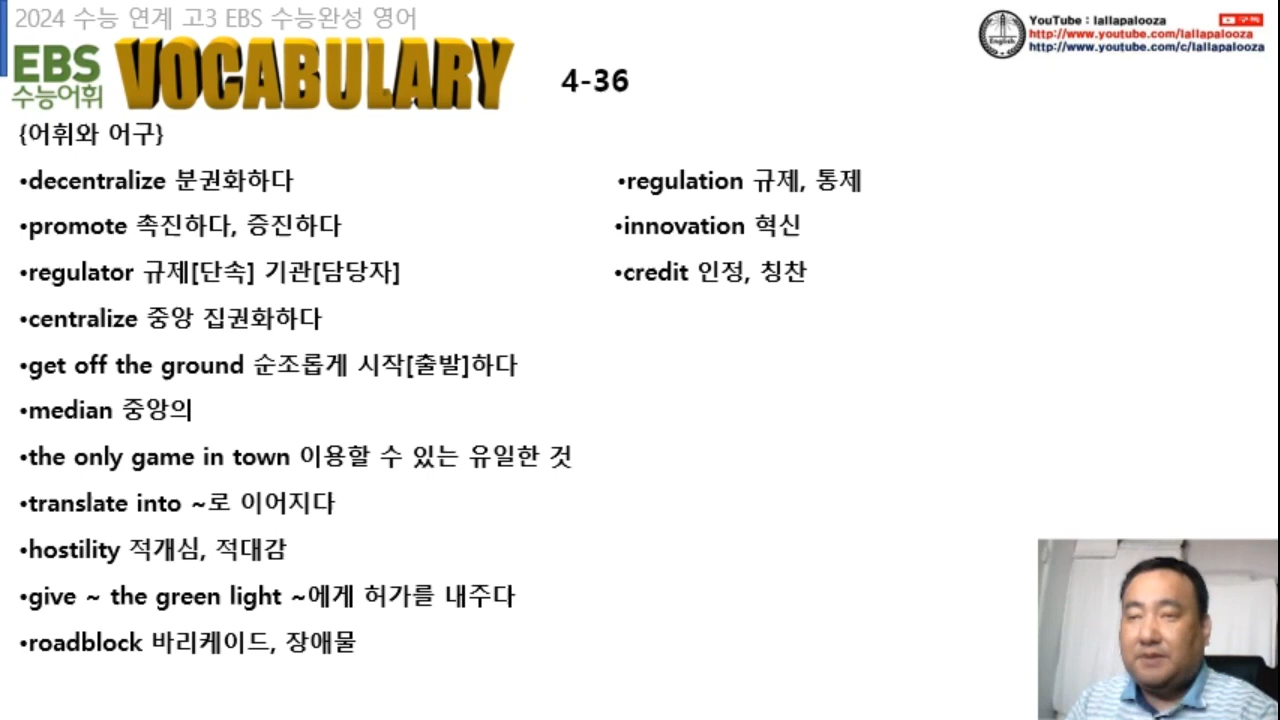 2024 수능 연계 고3 EBS 수능완성 영어
EBS
수능어휘
VOCABULARY
4-36
YouTube : lallapalooza
구독
http://www.youtube.com/lallapalooza
http://www.youtube.com/c/lallapalooza
English
{어휘와 어구}
•decentralize 분권화하다
•promote 촉진하다, 증진하다
•regulator 규제[단속] 기관[담당자]
•centralize 중앙 집권화하다
•get off the ground 순조롭게 시작[출발]하다
•median 중앙의
•the only game in town 이용할 수 있는 유일한 것
•translate into ~로 이어지다
•hostility 적개심, 적대감
•give ~ the green light ~에게 허가를 내주다
•roadblock 바리케이드, 장애물
•regulation 규제, 통제
•innovation 혁신
•credit 인정, 칭찬